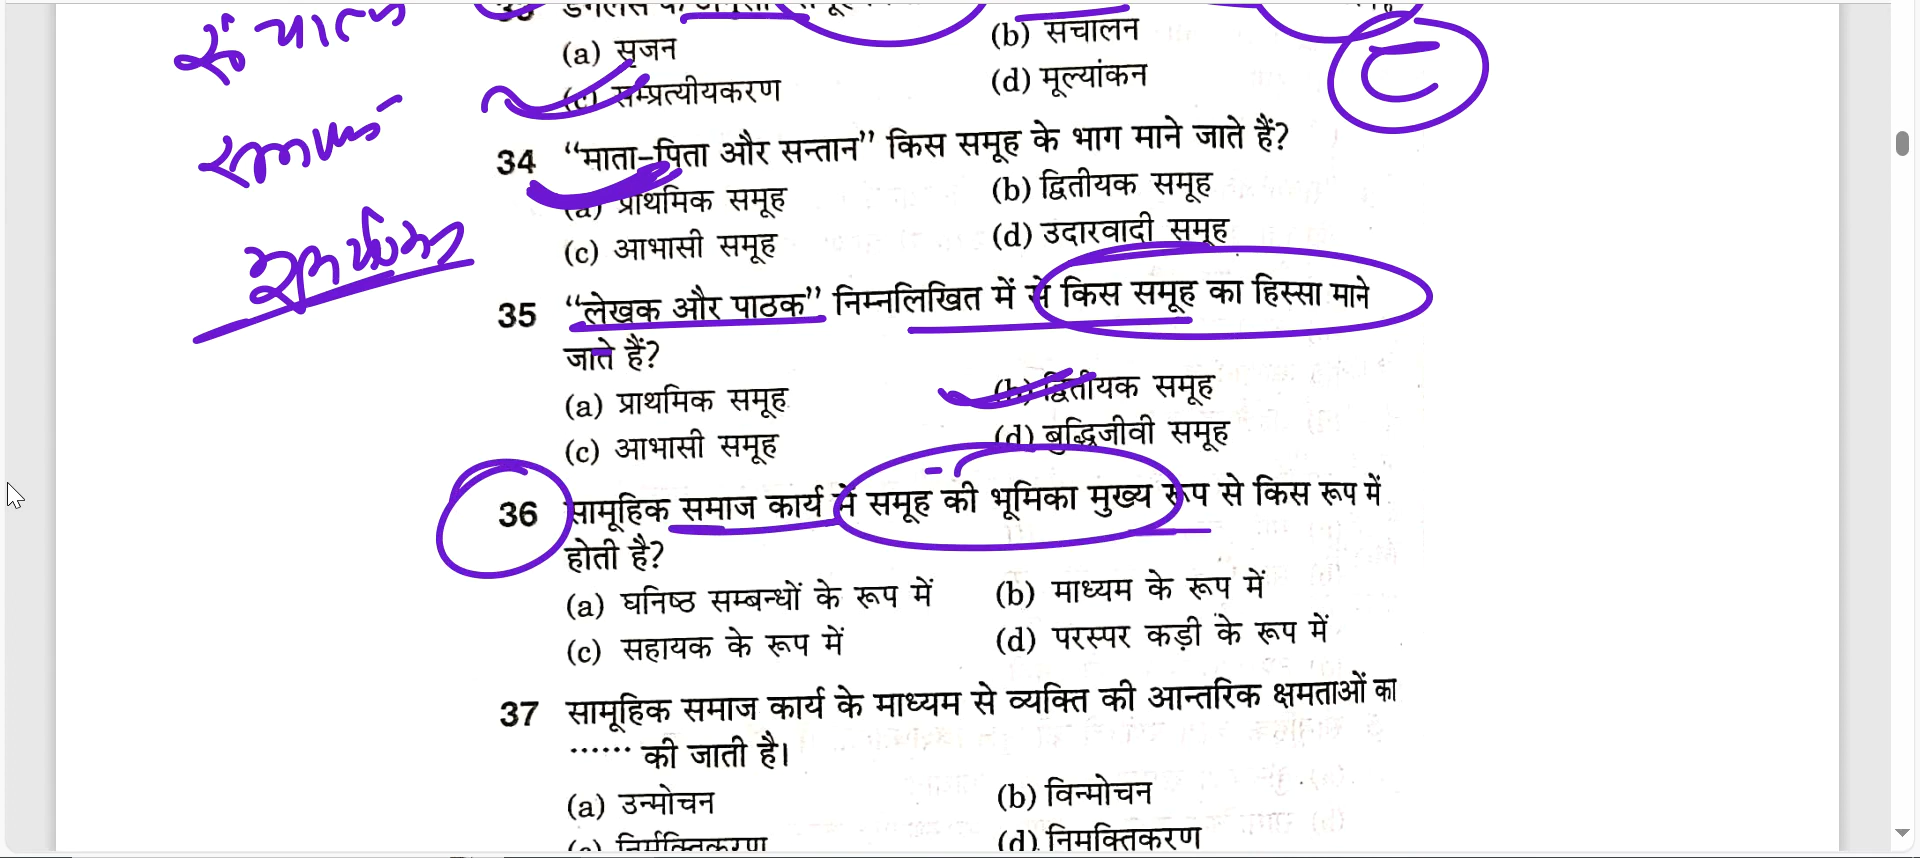 (a) सृजन (b) संचालन
(c) सम्प्रत्यीयकरण (d) मूल्यांकन
34 “माता-पिता और सन्तान” किस समूह के भाग माने जाते हैं?
(a) प्राथमिक समूह (b) द्वितीयक समूह
(c) आभासी समूह (d) उदारवादी समूह
35 “लेखक और पाठक” निम्नलिखित में से किस समूह का हिस्सा माने
जाते हैं?
(a) प्राथमिक समूह (b) द्वितीयक समूह
(c) आभासी समूह (d) बुद्धिजीवी समूह
36 सामूहिक समाज कार्य में समूह की भूमिका मुख्य रूप से किस रूप में
होती है?
(a) घनिष्ठ सम्बन्धों के रूप में (b) माध्यम के रूप में
(c) सहायक के रूप में (d) परस्पर कड़ी के रूप में
37 सामूहिक समाज कार्य के माध्यम से व्यक्ति की आन्तरिक क्षमताओं का
...... की जाती है।
(a) उन्मोचन (b) विन्मोचन
(d) निमुक्तिकरण